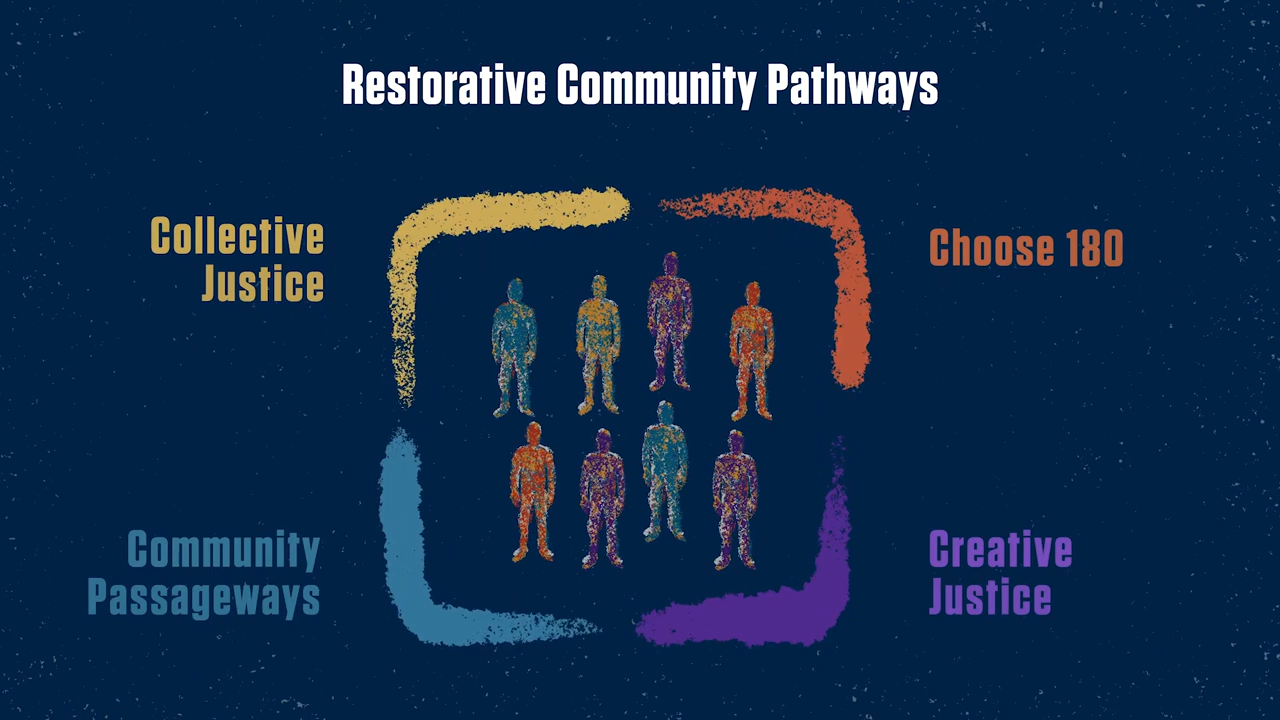 Restorative Community Pathways
Collective
Justice
Choose 180
Community
Passageways
Creative
Justice